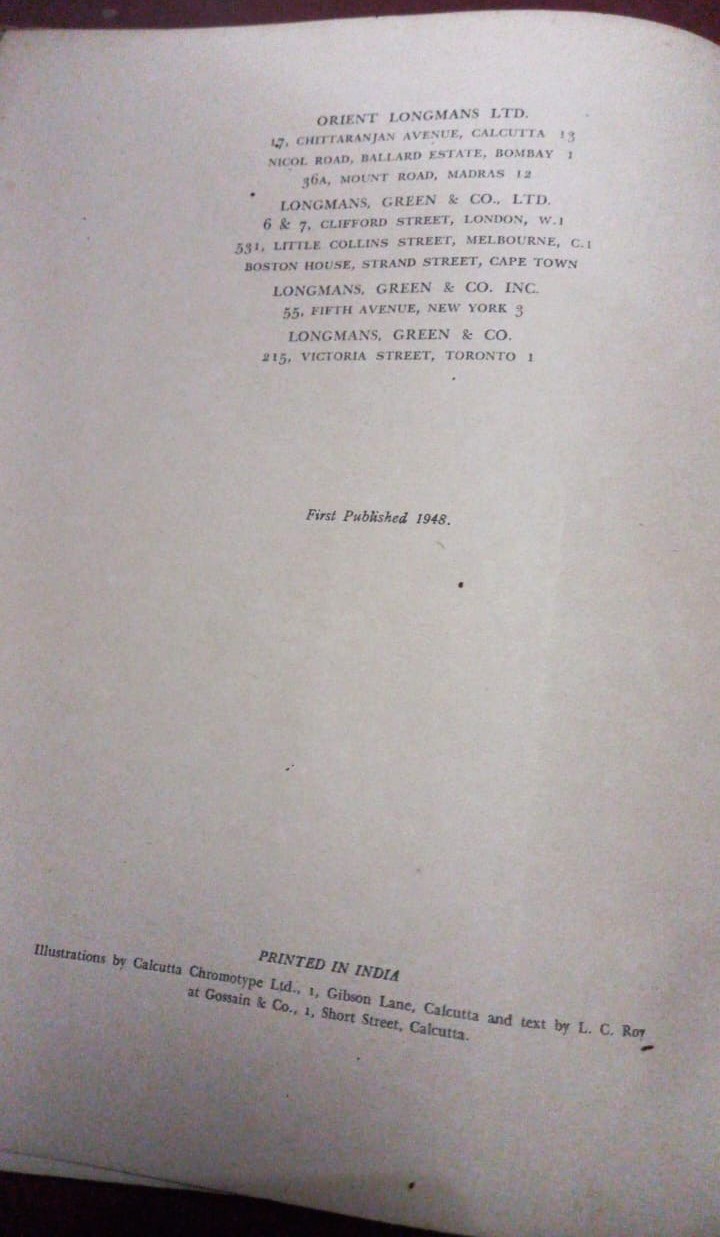 ORIENT LONGMANS LTD.
17, CHITTARANJAN AVENUE, CALCUTTA 13
NICOL ROAD, BALLARD ESTATE, BOMBAY 1
36A, MOUNT ROAD, MADRAS 12
LONGMANS, GREEN & CO., LTD.
6 & 7, CLIFFORD STREET, LONDON, W.1
531, LITTLE COLLINS STREET, MELBOURNE, C.1
BOSTON HOUSE, STRAND STREET, CAPE TOWN
LONGMANS, GREEN & CO. INC.
55, FIFTH AVENUE, NEW YORK 3
LONGMANS, GREEN & CO.
215, VICTORIA STREET, TORONTO 1
First Published 1948.
PRINTED IN INDIA
Illustrations by Calcutta Chromotype Ltd., 1, Gibson Lane, Calcutta and text by L. C. Roy
at Gossain & Co., 1, Short Street, Calcutta.